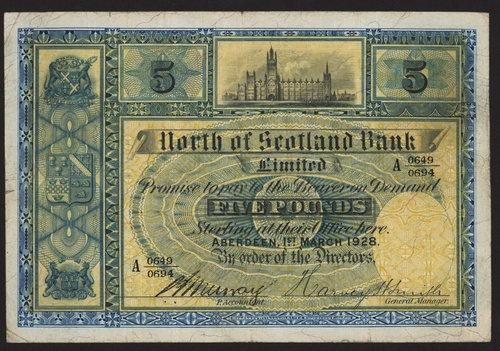 5 5
North of Scotland Bank
Limited
A 0649/0694
Promise to pay to the Bearer on Demand
FIVE POUNDS
Sterling at their Office here.
ABERDEEN, 1ST MARCH 1928.
A 0649/0694
By order of the Directors,
Harvey H Smith
P. Accountant.
General Manager.